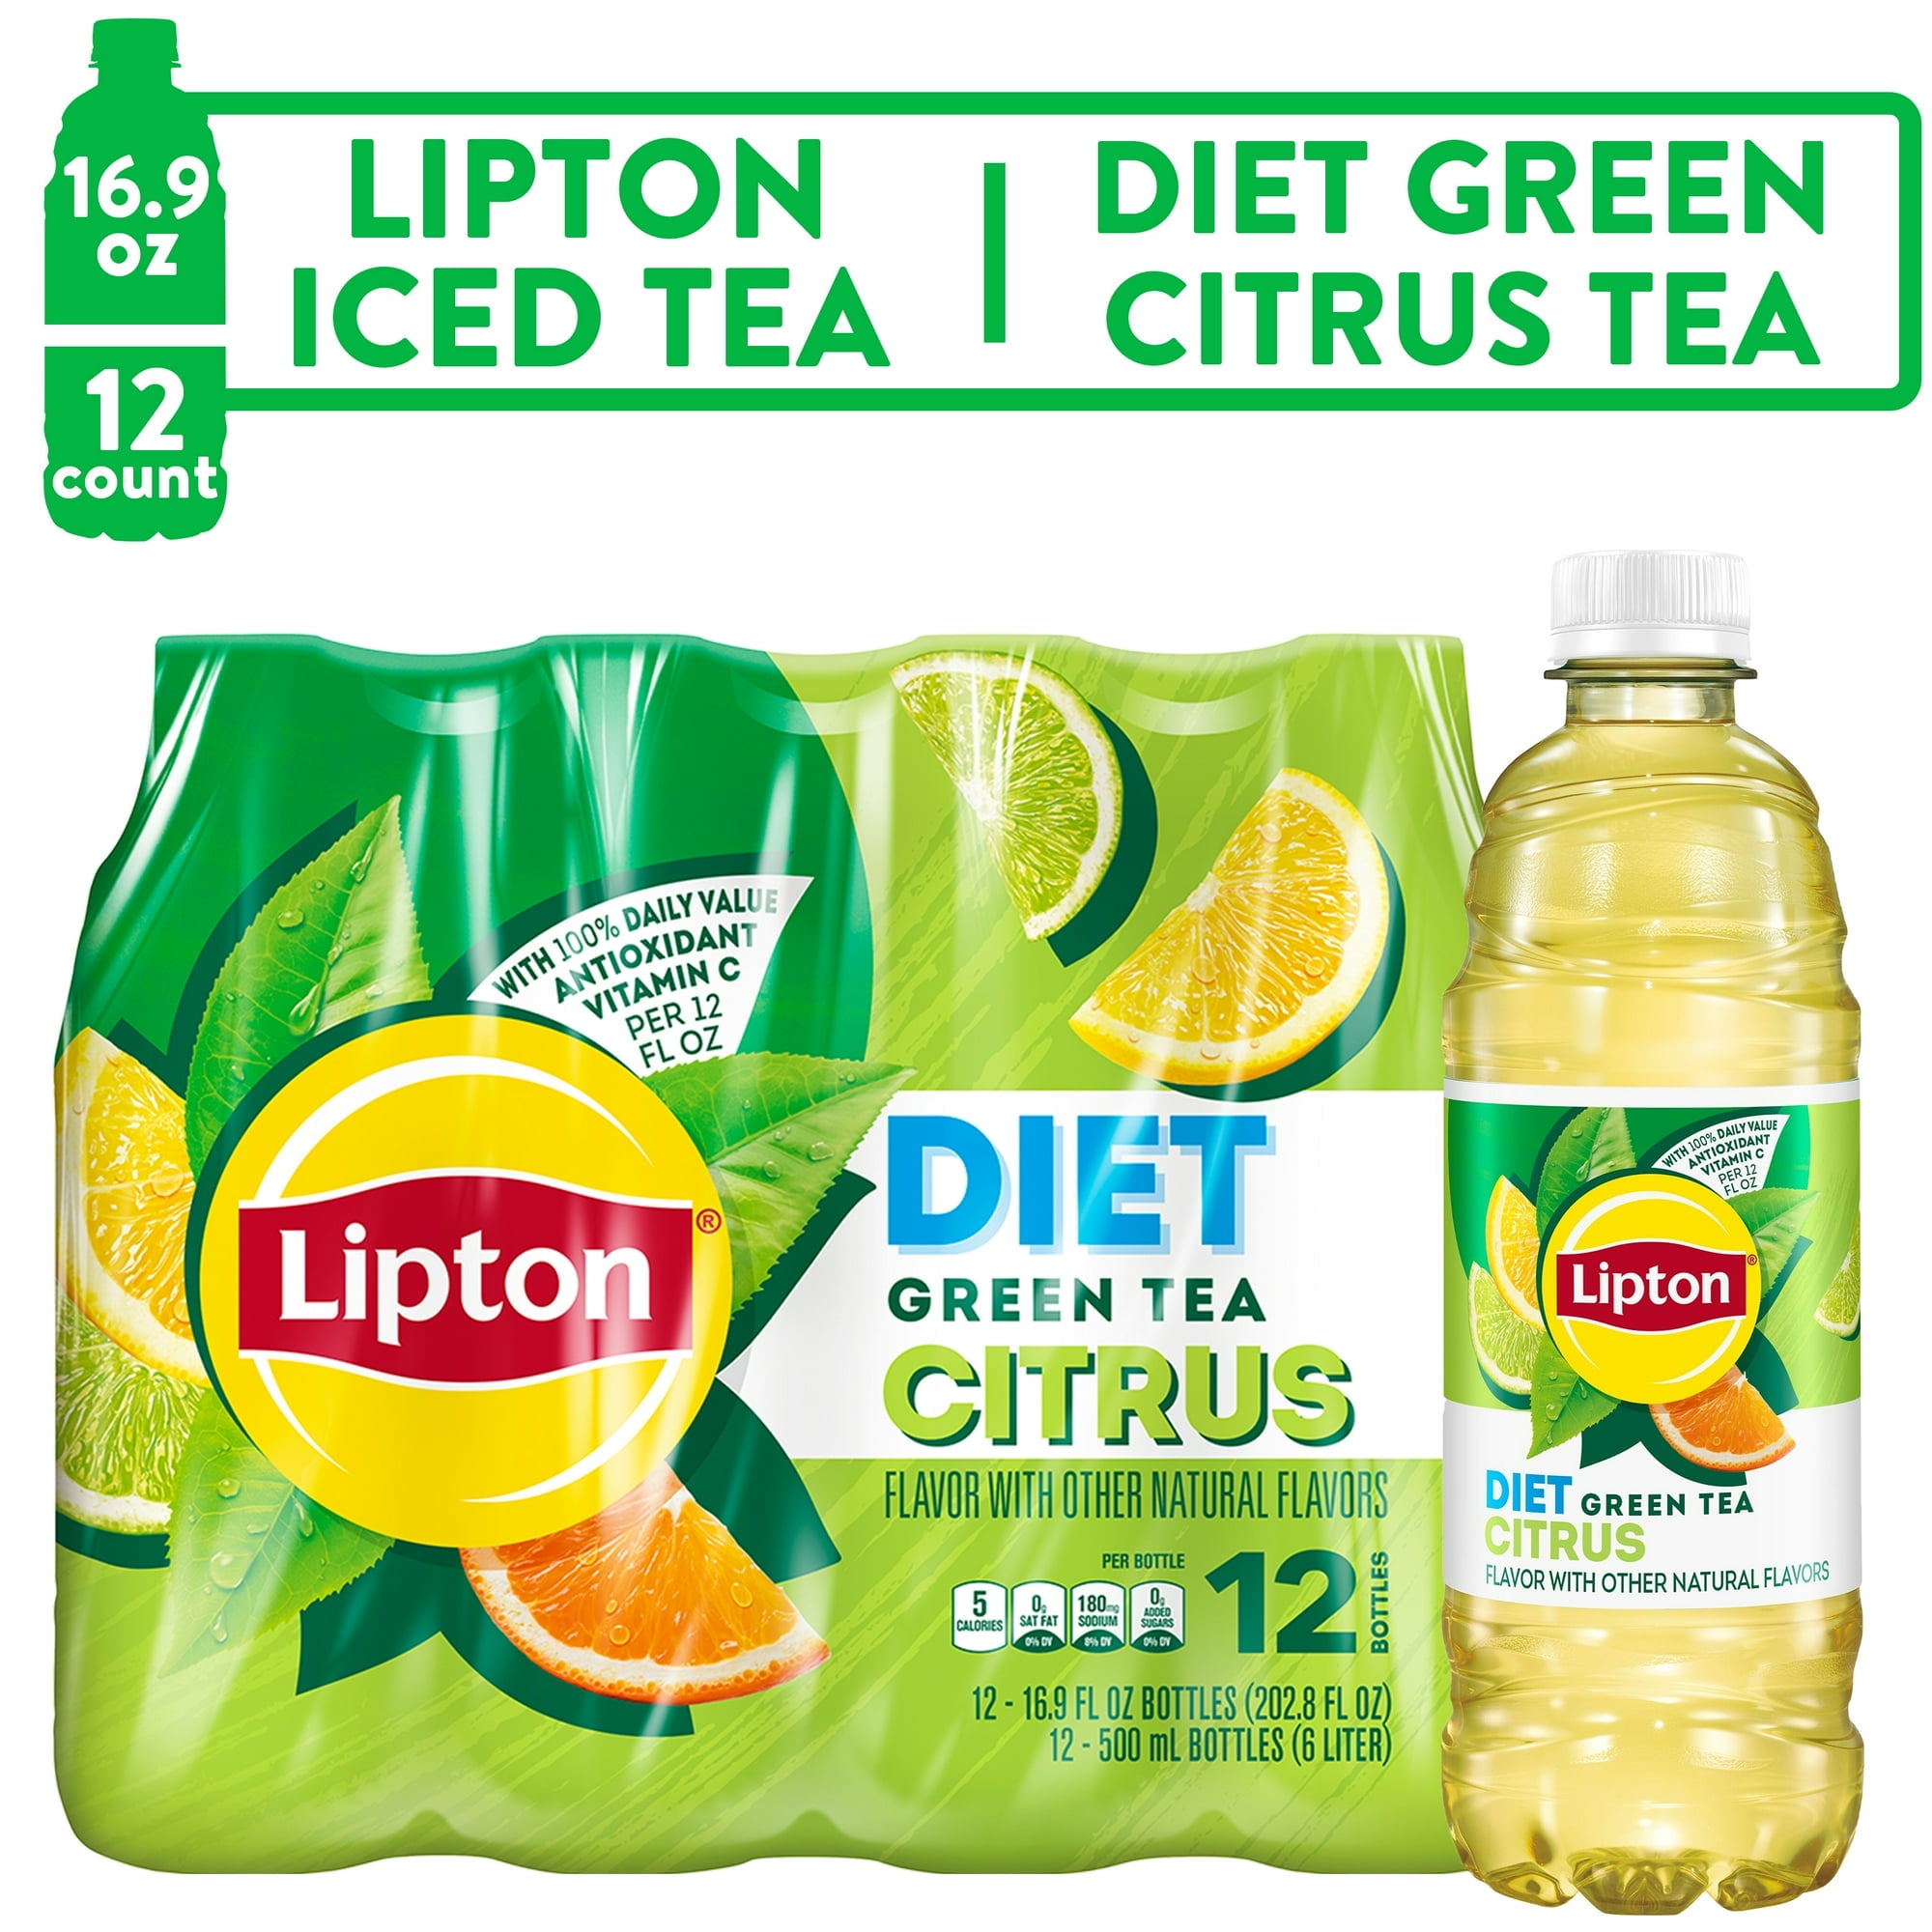 16.9
oz
12
count
LIPTON
ICED TEA
DIET GREEN
CITRUS TEA
WITH 100% DAILY VALUE
ANTIOXIDANT
VITAMIN C
PER 12
FL OZ
Lipton®
DIET
GREEN TEA
CITRUS
FLAVOR WITH OTHER NATURAL FLAVORS
PER BOTTLE
5
CALORIES
0g
SAT FAT
0% DV
180mg
SODIUM
8% DV
0g
ADDED
SUGARS
0% DV
12
BOTTLES
12 - 16.9 FL OZ BOTTLES (202.8 FL OZ)
12 - 500 mL BOTTLES (6 LITER)
WITH 100% DAILY VALUE
ANTIOXIDANT
VITAMIN C
PER 12
FL OZ
Lipton®
DIET GREEN TEA
CITRUS
FLAVOR WITH OTHER NATURAL FLAVORS